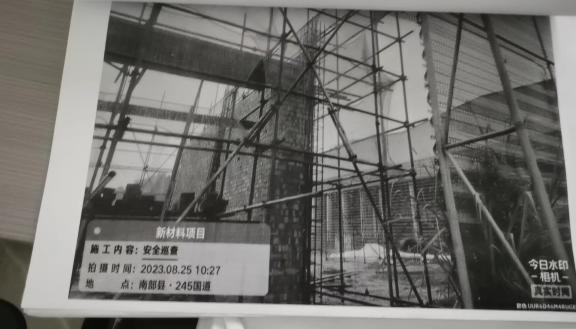 新材料项目
施工内容：安全巡查
拍摄时间：2023.08.25 10:27
地点：南部县·245国道
今日水印
-相机-
真实时间